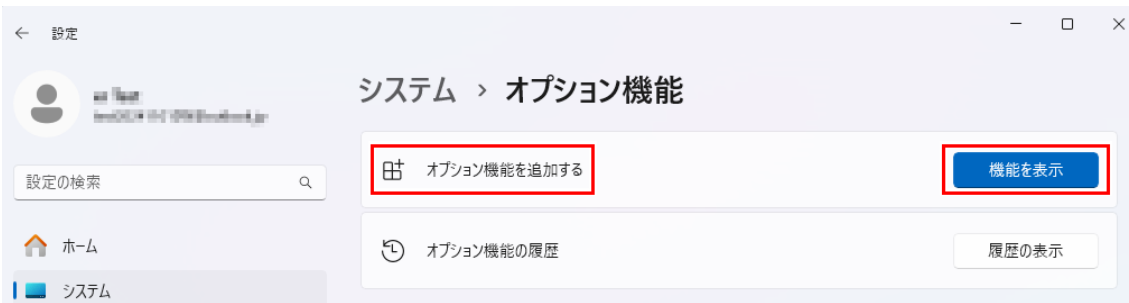 設定
システム › オプション機能
オプション機能を追加する
機能を表示
設定の検索
オプション機能の履歴
履歴の表示
ホーム
システム